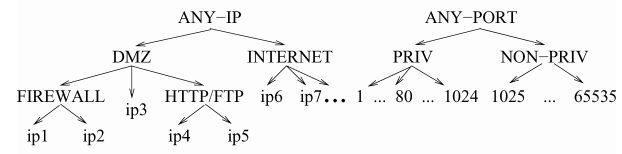 ANY−IP ANY−PORT
DMZ INTERNET PRIV NON−PRIV
FIREWALL ip3 HTTP/FTP ip6 ip7... 1 ... 80 ... 1024 1025 ... 65535
ip1 ip2 ip4 ip5